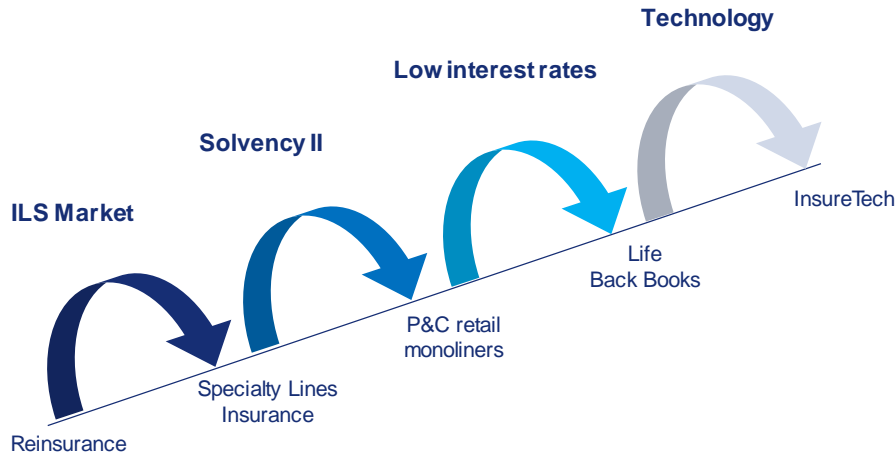 Technology
Low interest rates
Solvency II
ILS Market
InsureTech
Life
Back Books
P&C retail
monoliners
Specialty Lines
Insurance
Reinsurance